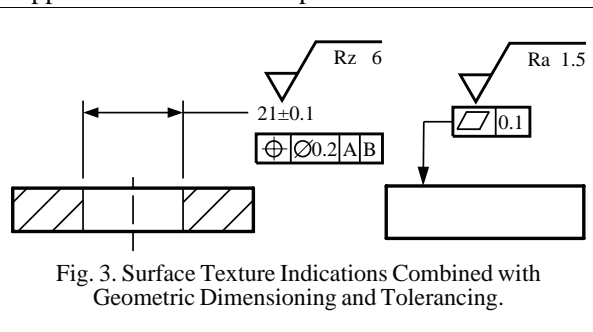 Rz 6
Ra 1.5
21±0.1
⌖ ∅0.2 A B
⏥ 0.1
Fig. 3. Surface Texture Indications Combined with
Geometric Dimensioning and Tolerancing.